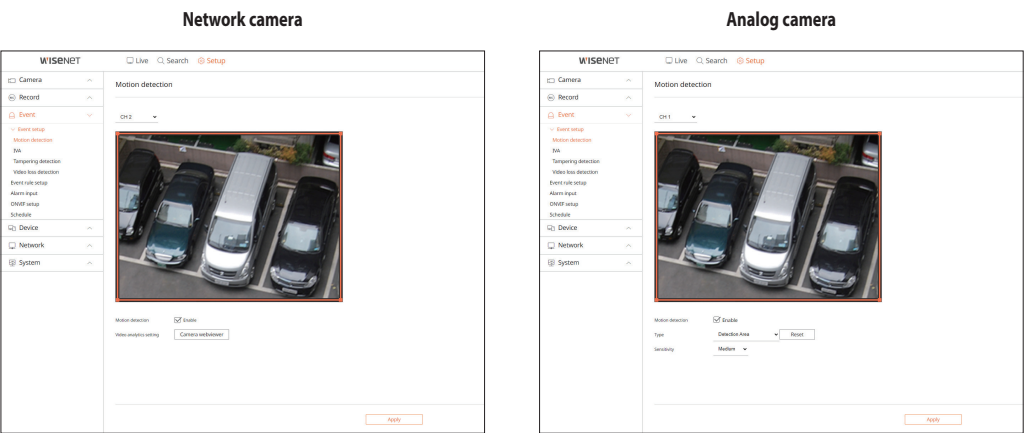 Network camera
WISENET
Live Search Setup
Camera
Record
Event
Event setup
Motion detection
IVA
Tampering detection
Video loss detection
Event rule setup
Alarm input
ONVIF setup
Schedule
Device
Network
System
Motion detection
CH 2
Motion detection Enable
Video analytics setting Camera webviewer
Apply
Analog camera
WISENET
Live Search Setup
Camera
Record
Event
Event setup
Motion detection
IVA
Tampering detection
Video loss detection
Event rule setup
Alarm input
ONVIF setup
Schedule
Device
Network
System
Motion detection
CH 1
Motion detection Enable
Type Detection Area Reset
Sensitivity Medium
Apply